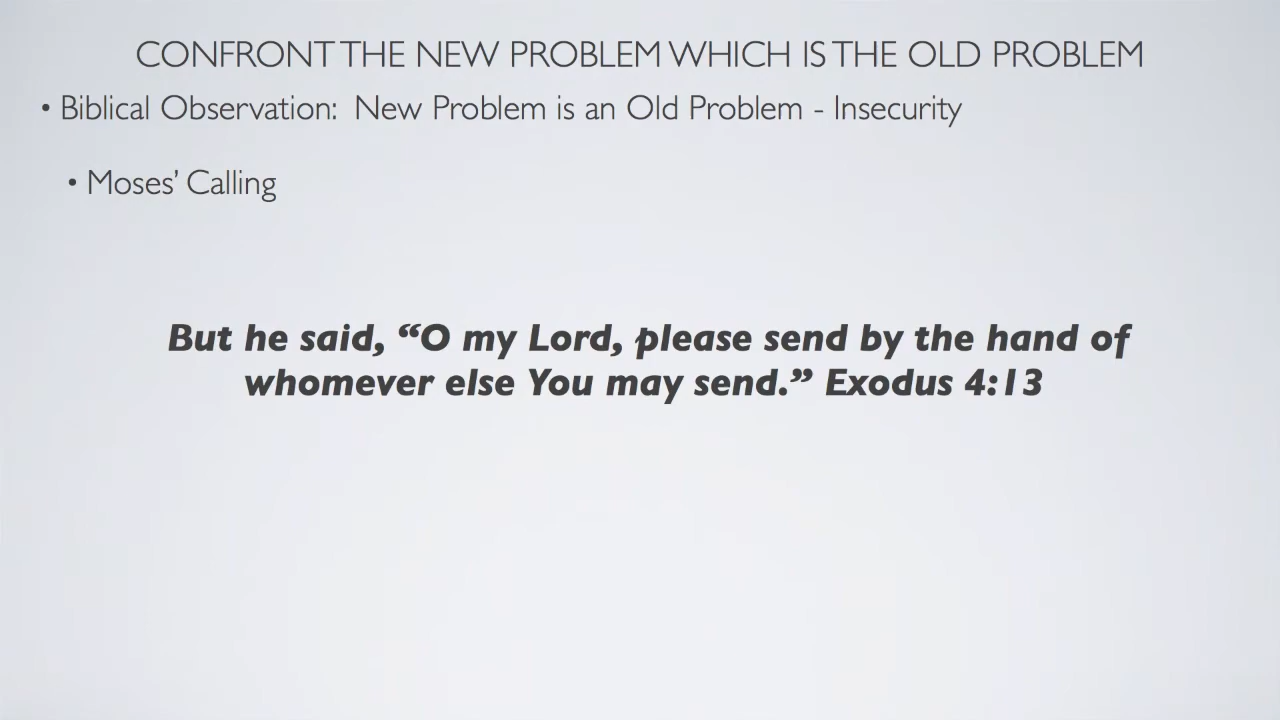 CONFRONT THE NEW PROBLEM WHICH IS THE OLD PROBLEM
• Biblical Observation:  New Problem is an Old Problem - Insecurity
• Moses’ Calling
But he said, “O my Lord, please send by the hand of
whomever else You may send.” Exodus 4:13